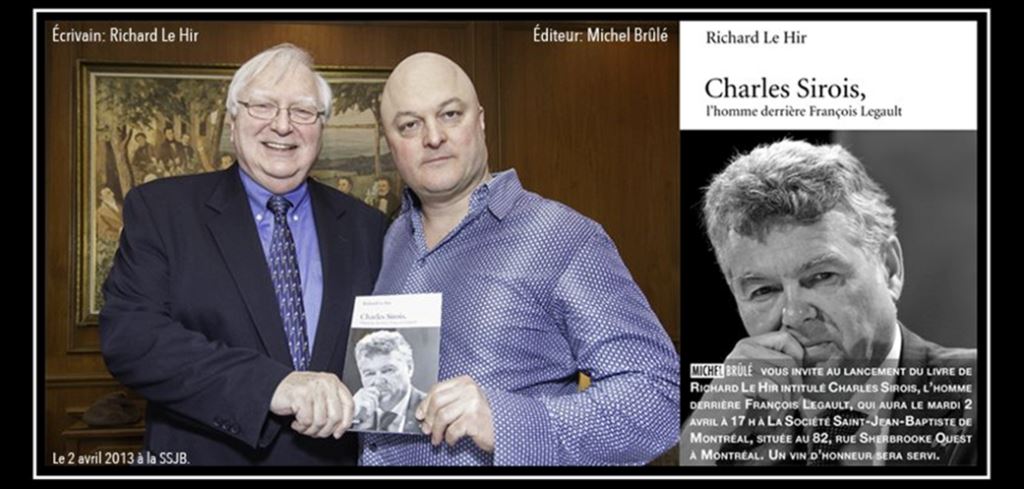 Écrivain: Richard Le Hir
Éditeur: Michel Brûlé
Le 2 avril 2013 à la SSJB.
Richard Le Hir
Charles Sirois,
Richard Le Hir
Charles Sirois,
l'homme derrière François Legault
MICHEL BRÛLÉ VOUS INVITE AU LANCEMENT DU LIVRE DE
RICHARD LE HIR INTITULÉ CHARLES SIROIS, L'HOMME
DERRIÈRE FRANÇOIS LEGAULT, QUI AURA LE MARDI 2
AVRIL À 17 H À LA SOCIÉTÉ SAINT-JEAN-BAPTISTE DE
MONTRÉAL, SITUÉE AU 82, RUE SHERBROOKE OUEST
À MONTRÉAL. UN VIN D'HONNEUR SERA SERVI.